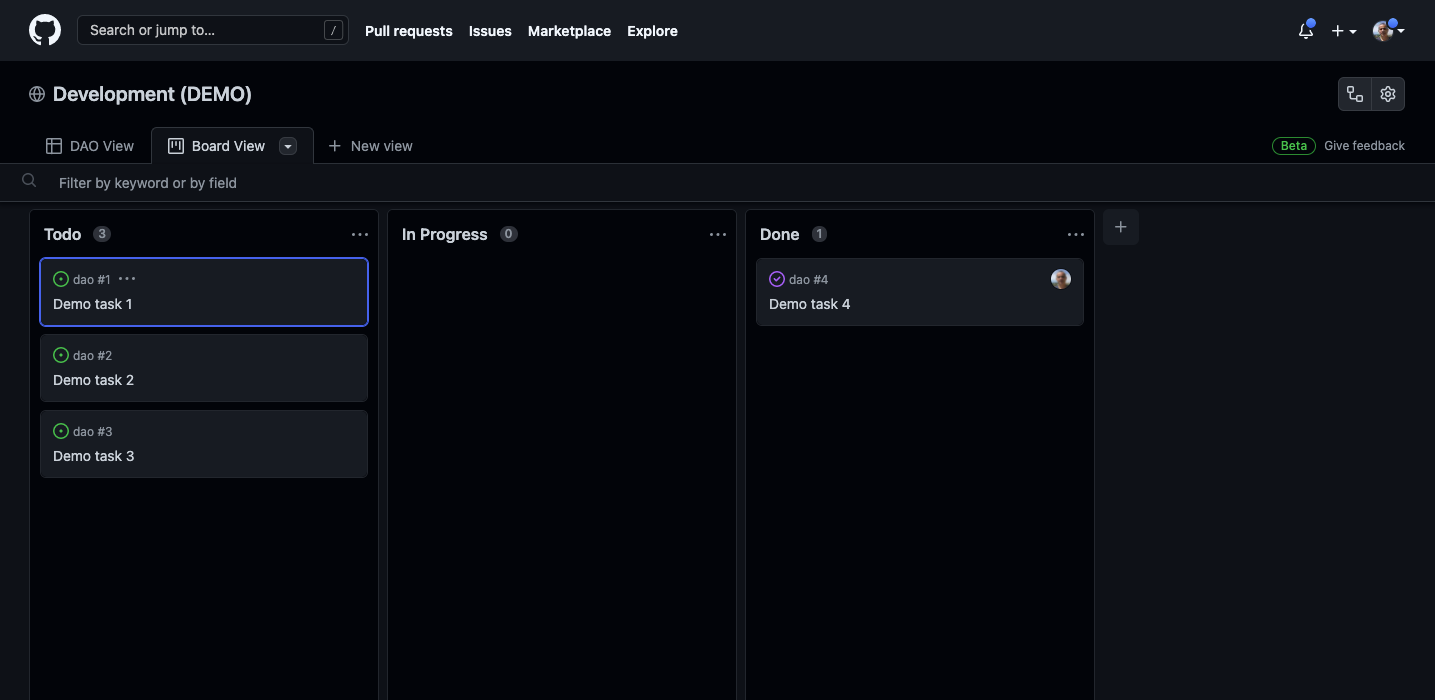 Search or jump to... / Pull requests Issues Marketplace Explore
Development (DEMO)
DAO View Board View New view Beta Give feedback
Filter by keyword or by field
Todo 3
dao #1
Demo task 1
dao #2
Demo task 2
dao #3
Demo task 3
In Progress 0
Done 1
dao #4
Demo task 4